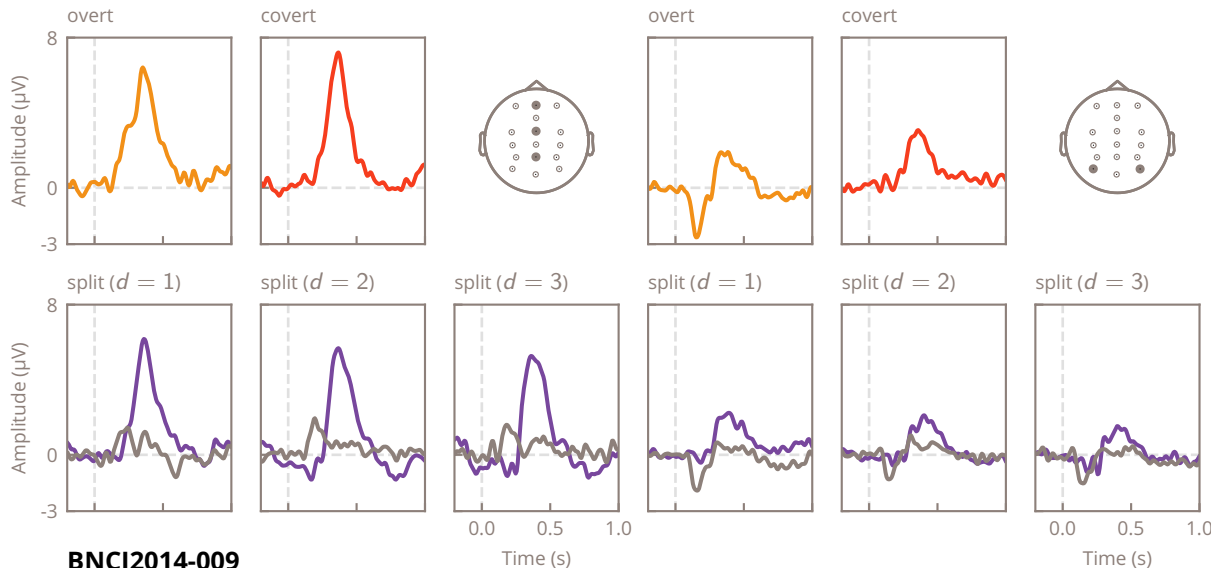 overt
covert
overt
covert
8
0
-3
Amplitude (µV)
split (d = 1)
split (d = 2)
split (d = 3)
split (d = 1)
split (d = 2)
split (d = 3)
8
0
-3
Amplitude (µV)
0.0 0.5 1.0
0.0 0.5 1.0
Time (s)
Time (s)
BNCI2014-009